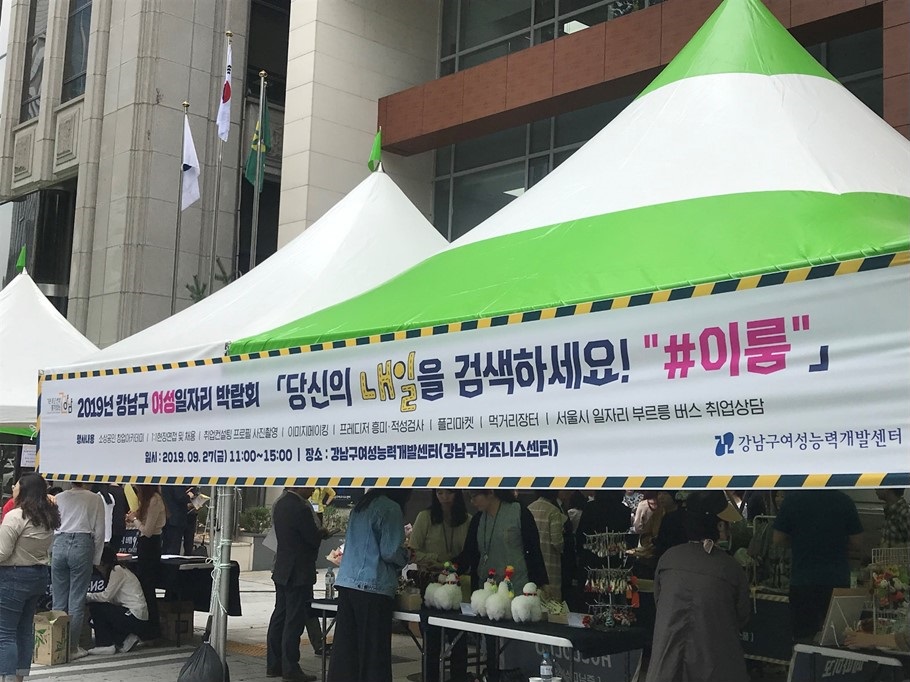 2019년 강남구 여성일자리 박람회 「당신의 내일을 검색하세요! "#이룸"」
행사내용 소상공인 창업아카데미 | 1:1현장면접 및 채용 | 취업컨설팅 프로필 사진촬영 | 이미지메이킹 | 프레디저 흥미·적성검사 | 플리마켓 | 먹거리장터 | 서울시 일자리 부르릉 버스 취업상담
일시 : 2019. 09. 27(금) 11:00~15:00 | 장소 : 강남구여성능력개발센터(강남구비즈니스센터)
강남구여성능력개발센터